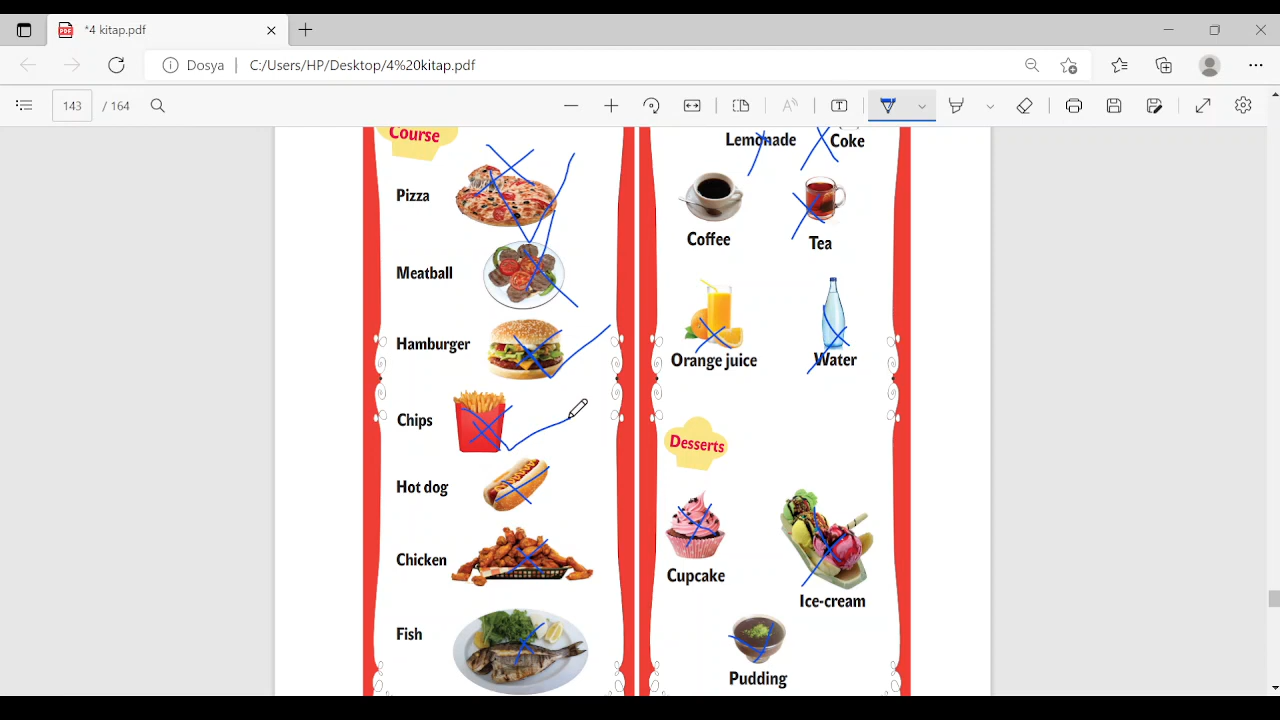 *4 kitap.pdf
Dosya
C:/Users/HP/Desktop/4%20kitap.pdf
143 / 164
Course
Pizza
Meatball
Hamburger
Chips
Hot dog
Chicken
Fish
Lemonade Coke
Coffee Tea
Orange juice Water
Desserts
Cupcake
Ice-cream
Pudding